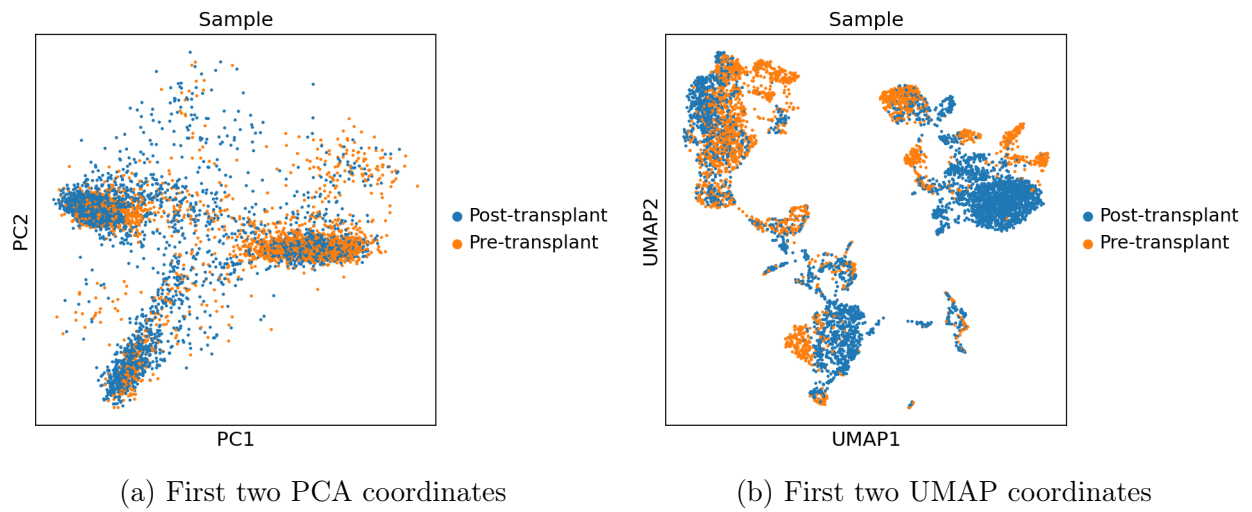 Sample
PC2
PC1
Post-transplant
Pre-transplant
(a) First two PCA coordinates
Sample
UMAP2
UMAP1
Post-transplant
Pre-transplant
(b) First two UMAP coordinates